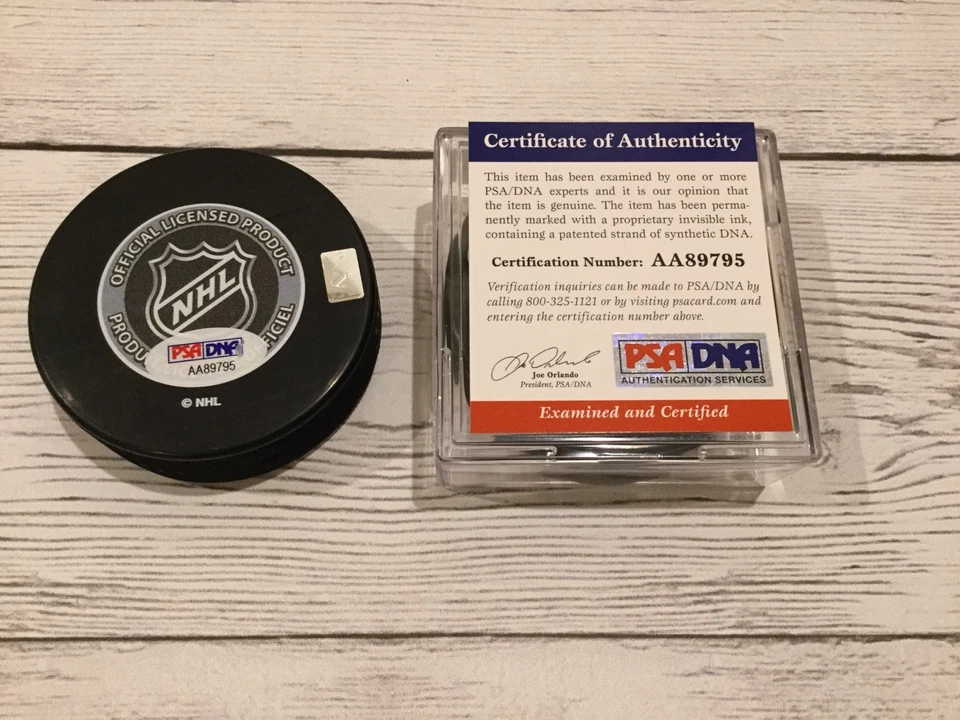 OFFICIAL LICENSED PRODUCT
NHL
PRODU
FICIEL
PSA DNA
AA89795
© NHL
Certificate of Authenticity
This item has been examined by one or more
PSA/DNA experts and it is our opinion that
the item is genuine. The item has been perma-
nently marked with a proprietary invisible ink,
containing a patented strand of synthetic DNA.
Certification Number: AA89795
Verification inquiries can be made to PSA/DNA by
calling 800-325-1121 or by visiting psacard.com and
entering the certification number above.
Joe Orlando
President, PSA/DNA
PSA DNA
AUTHENTICATION SERVICES
Examined and Certified